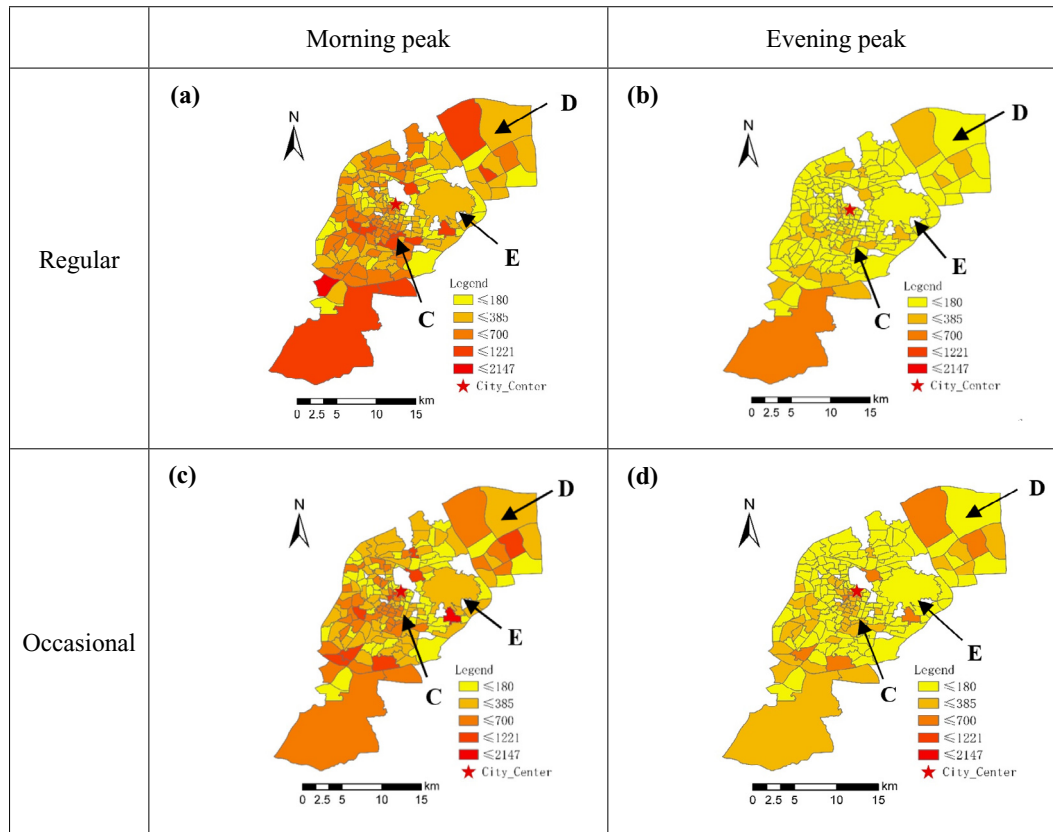 Morning peak
Evening peak
Regular
(a)
N
D
E
C
Legend
≤180
≤385
≤700
≤1221
≤2147
City_Center
km
0 2.5 5 10 15
(b)
N
D
E
C
Legend
≤180
≤385
≤700
≤1221
≤2147
City_Center
km
0 2.5 5 10 15
Occasional
(c)
N
D
E
C
Legend
≤180
≤385
≤700
≤1221
≤2147
City_Center
km
0 2.5 5 10 15
(d)
N
D
E
C
Legend
≤180
≤385
≤700
≤1221
≤2147
City_Center
km
0 2.5 5 10 15